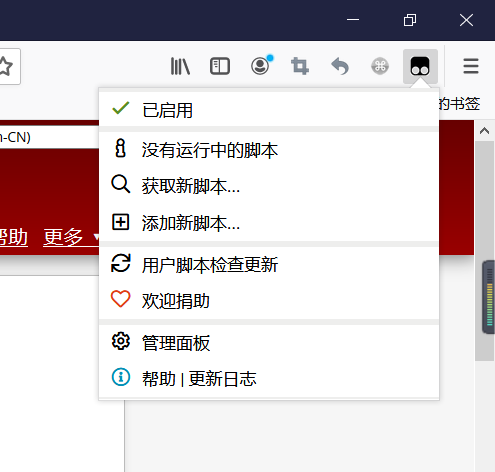 的书签
n-CN)
已启用
没有运行中的脚本
获取新脚本...
添加新脚本...
帮助 更多
用户脚本检查更新
欢迎捐助
管理面板
帮助 | 更新日志